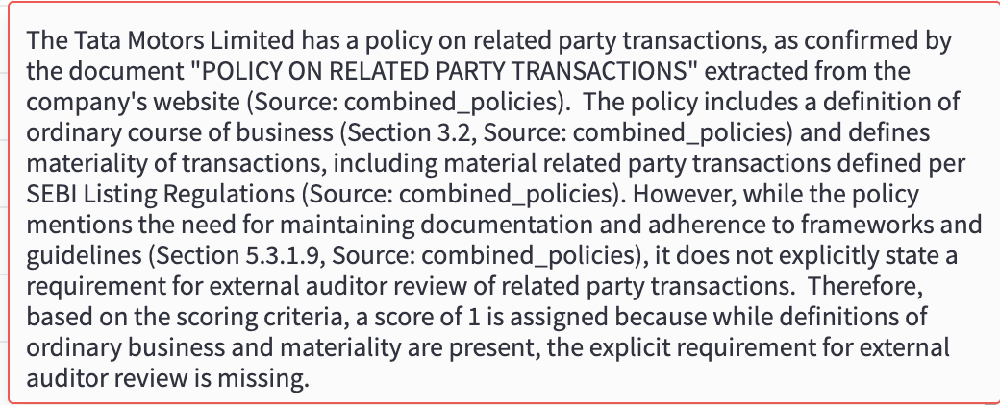 The Tata Motors Limited has a policy on related party transactions, as confirmed by
the document "POLICY ON RELATED PARTY TRANSACTIONS" extracted from the
company's website (Source: combined_policies).  The policy includes a definition of
ordinary course of business (Section 3.2, Source: combined_policies) and defines
materiality of transactions, including material related party transactions defined per
SEBI Listing Regulations (Source: combined_policies). However, while the policy
mentions the need for maintaining documentation and adherence to frameworks and
guidelines (Section 5.3.1.9, Source: combined_policies), it does not explicitly state a
requirement for external auditor review of related party transactions.  Therefore,
based on the scoring criteria, a score of 1 is assigned because while definitions of
ordinary business and materiality are present, the explicit requirement for external
auditor review is missing.